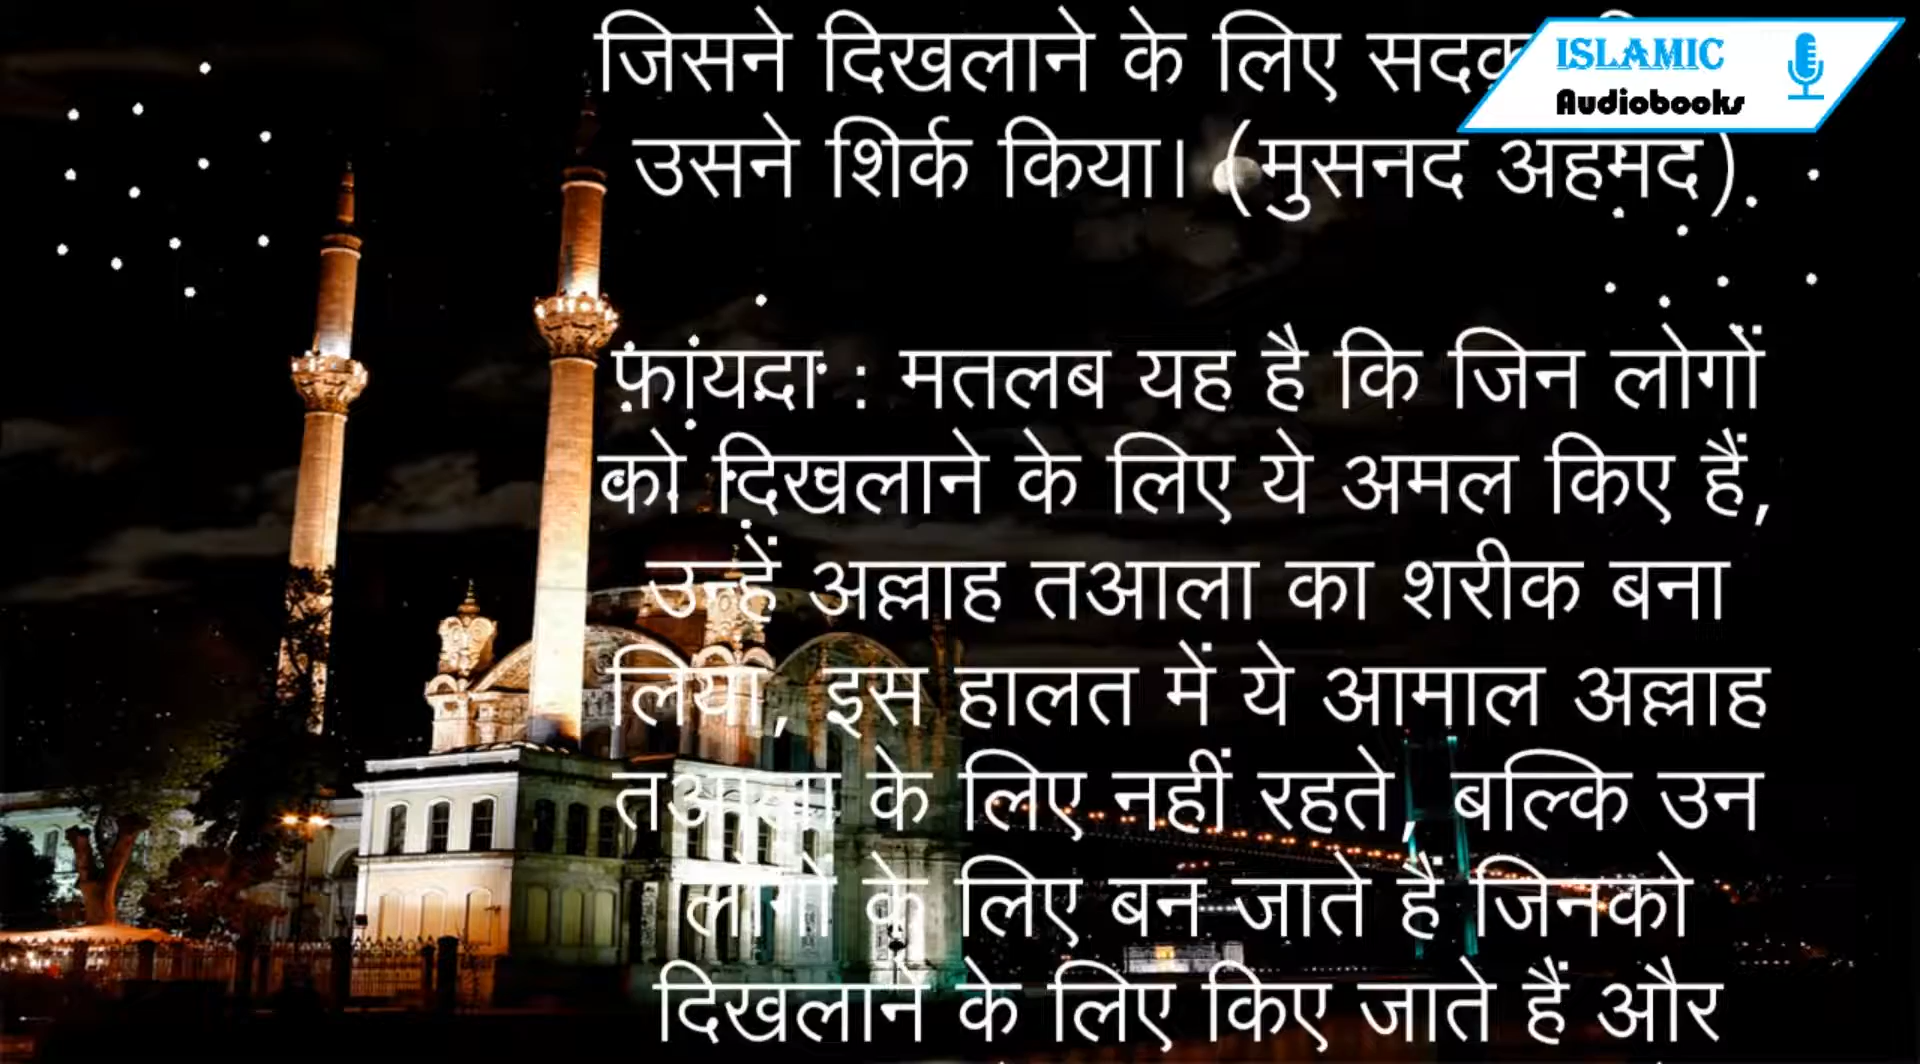 जिसने दिखलाने के लिए
उसने शिर्क किया। (मुसनद अहमद)
फायदा : मतलब यह है कि जिन लोगों
को दिखलाने के लिए ये अमल किए हैं,
उन्हें अल्लाह तआला का शरीक बना
लिया, इस हालत में ये आमाल अल्लाह
तआला के लिए नहीं रहते, बल्कि उन
लोगों के लिए बन जाते हैं जिनको
दिखलाने के लिए किए जाते हैं और
ISLAMIC
Audiobooks